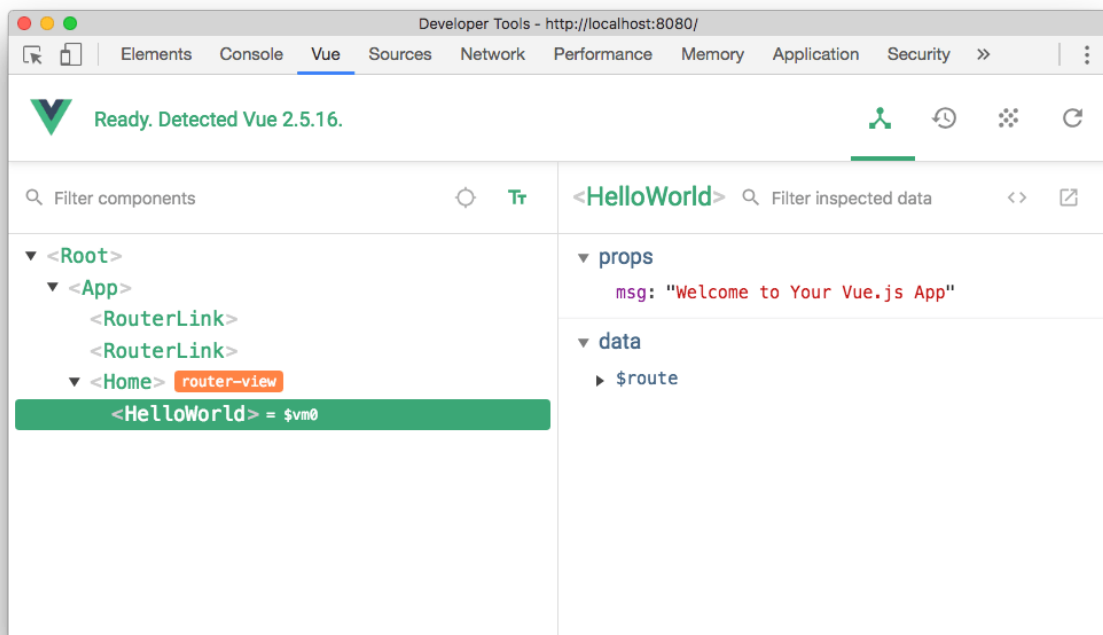 Developer Tools - http://localhost:8080/
Elements Console Vue Sources Network Performance Memory Application Security »
Ready. Detected Vue 2.5.16.
Filter components
Tт
<HelloWorld> Filter inspected data <>
<Root>
<App>
<RouterLink>
<RouterLink>
<Home> router-view
<HelloWorld> = $vm0
props
msg: "Welcome to Your Vue.js App"
data
$route